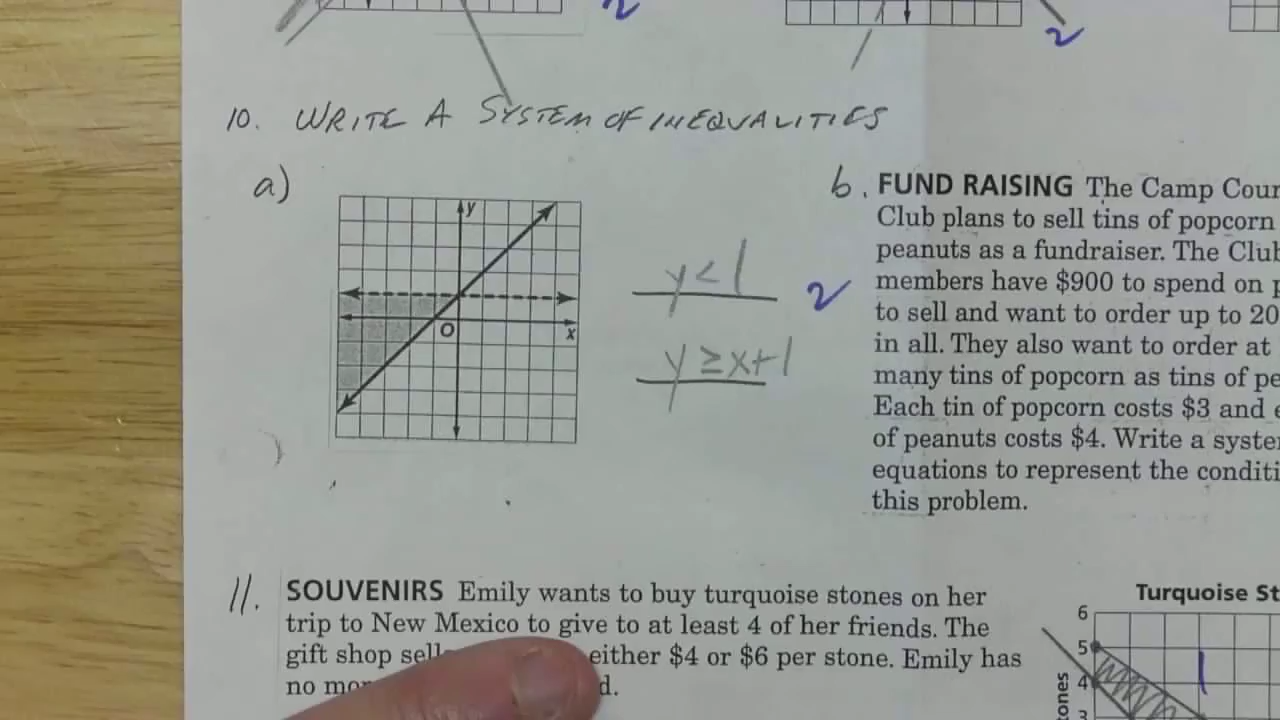 2
2
10. WRITE A SYSTEM OF INEQUALITIES
a)
y
O
x
y < 1
2
y ≥ x+1
b. FUND RAISING The Camp Cour
Club plans to sell tins of popcorn
peanuts as a fundraiser. The Club
members have $900 to spend on p
to sell and want to order up to 20
in all. They also want to order at
many tins of popcorn as tins of pe
Each tin of popcorn costs $3 and e
of peanuts costs $4. Write a syste
equations to represent the conditi
this problem.
11. SOUVENIRS Emily wants to buy turquoise stones on her
trip to New Mexico to give to at least 4 of her friends. The
gift shop sell either $4 or $6 per stone. Emily has
no mor d.
Turquoise St
6
5
4
3
ones